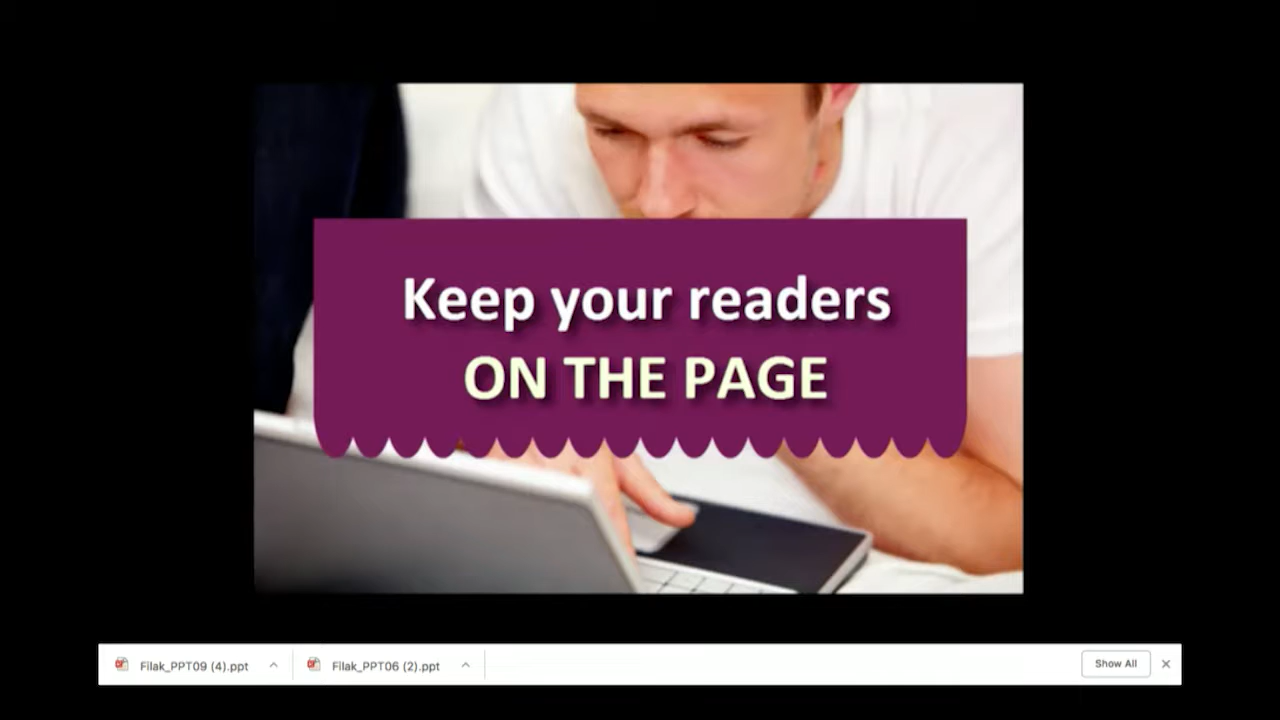 Keep your readers
ON THE PAGE
Filak_PPT09 (4).ppt
Filak_PPT06 (2).ppt
Show All